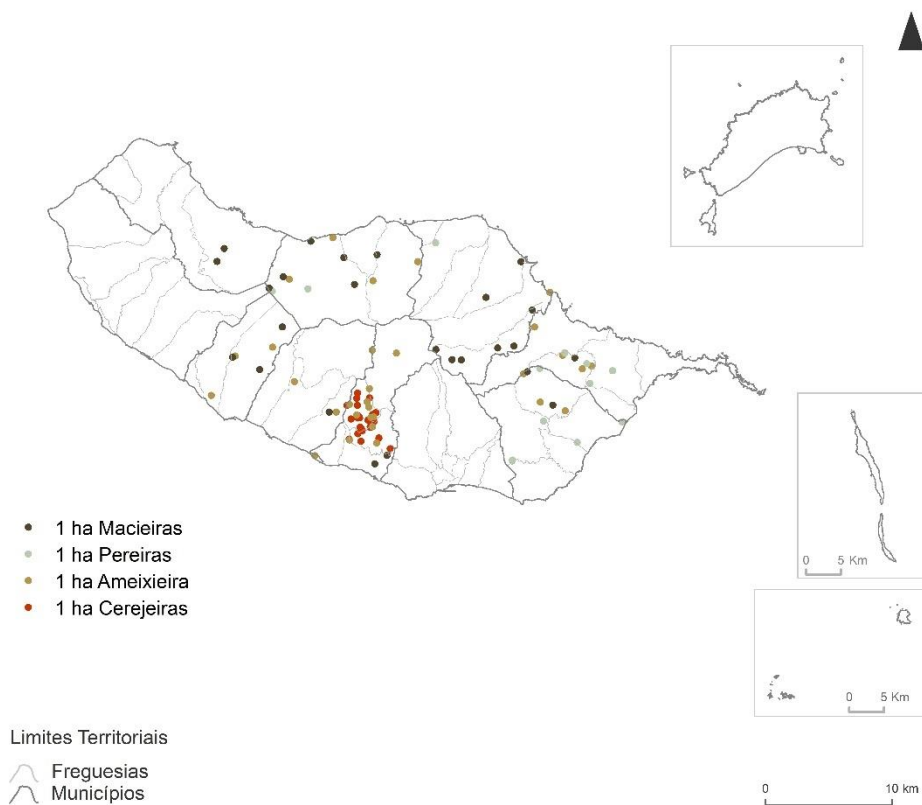 0 5 Km
0 5 Km
1 ha Macieiras
1 ha Pereiras
1 ha Ameixieira
1 ha Cerejeiras
Limites Territoriais
Freguesias
Municípios
0 10 km